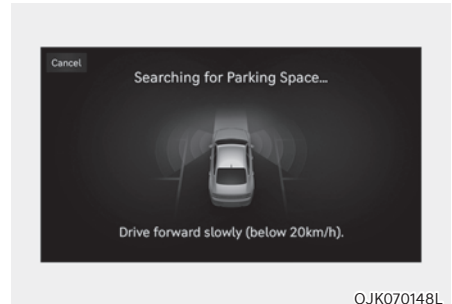 Cancel
Searching for Parking Space...
Drive forward slowly (below 20km/h).
OJK070148L